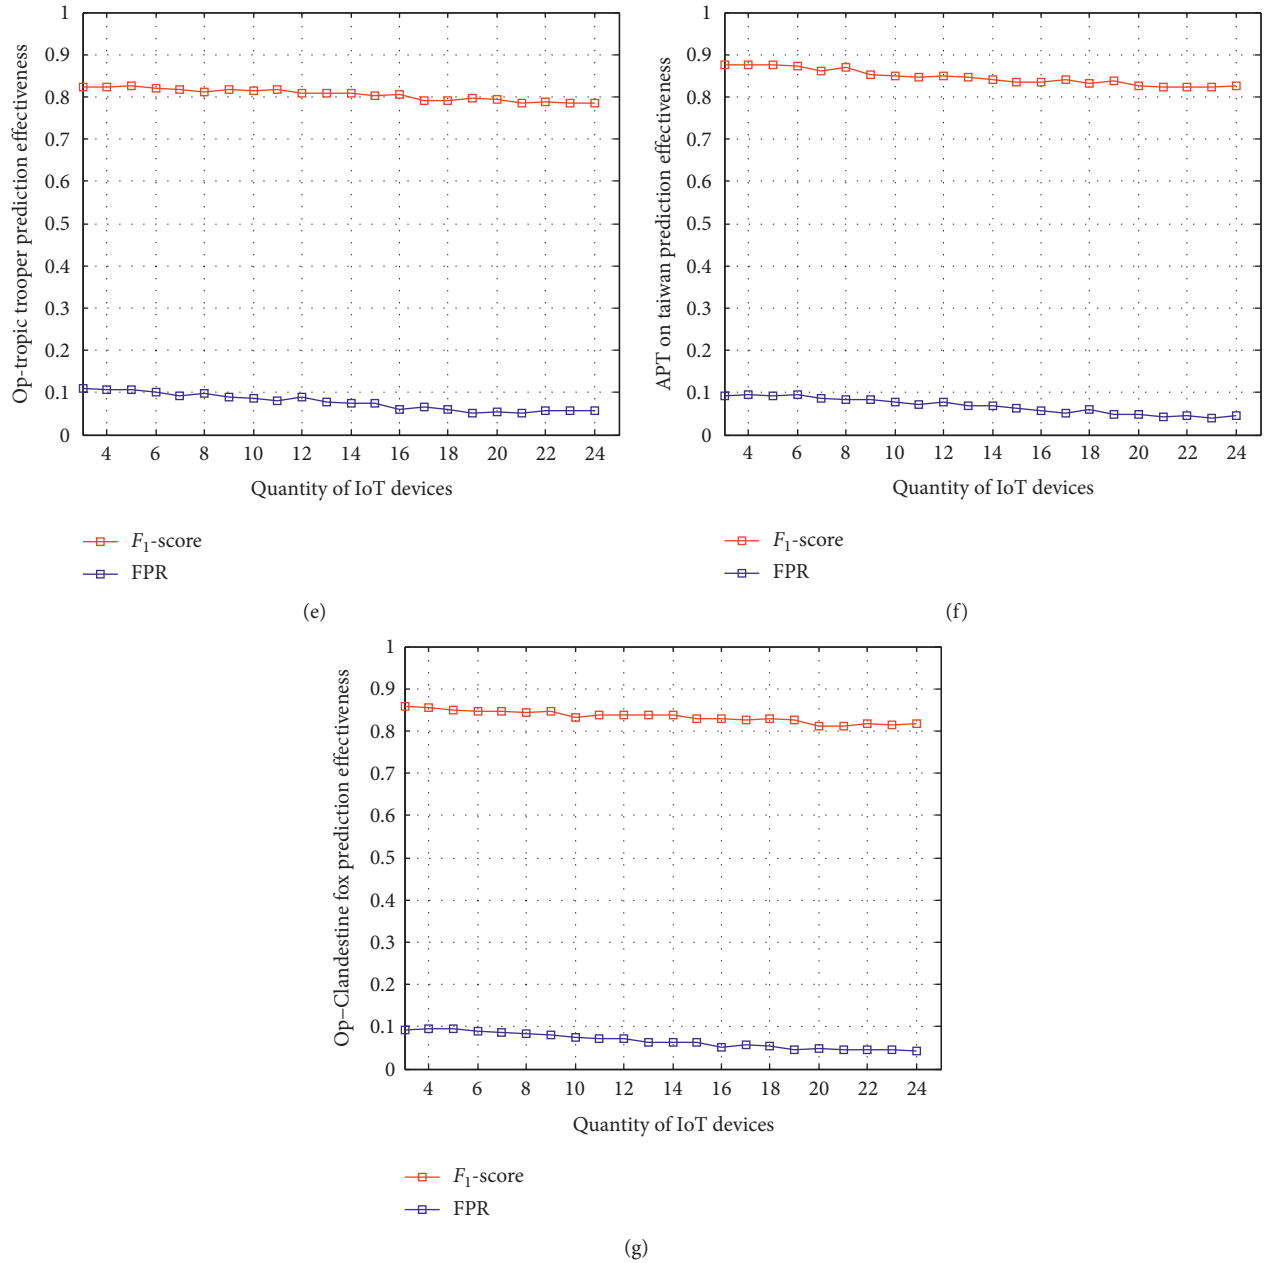 Op-tropic trooper prediction effectiveness
1
0.9
0.8
0.7
0.6
0.5
0.4
0.3
0.2
0.1
0
4 6 8 10 12 14 16 18 20 22 24
Quantity of IoT devices
F1-score
FPR
(e)
APT on taiwan prediction effectiveness
1
0.9
0.8
0.7
0.6
0.5
0.4
0.3
0.2
0.1
0
4 6 8 10 12 14 16 18 20 22 24
Quantity of IoT devices
F1-score
FPR
(f)
Op−Clandestine fox prediction effectiveness
1
0.9
0.8
0.7
0.6
0.5
0.4
0.3
0.2
0.1
0
4 6 8 10 12 14 16 18 20 22 24
Quantity of IoT devices
F1-score
FPR
(g)